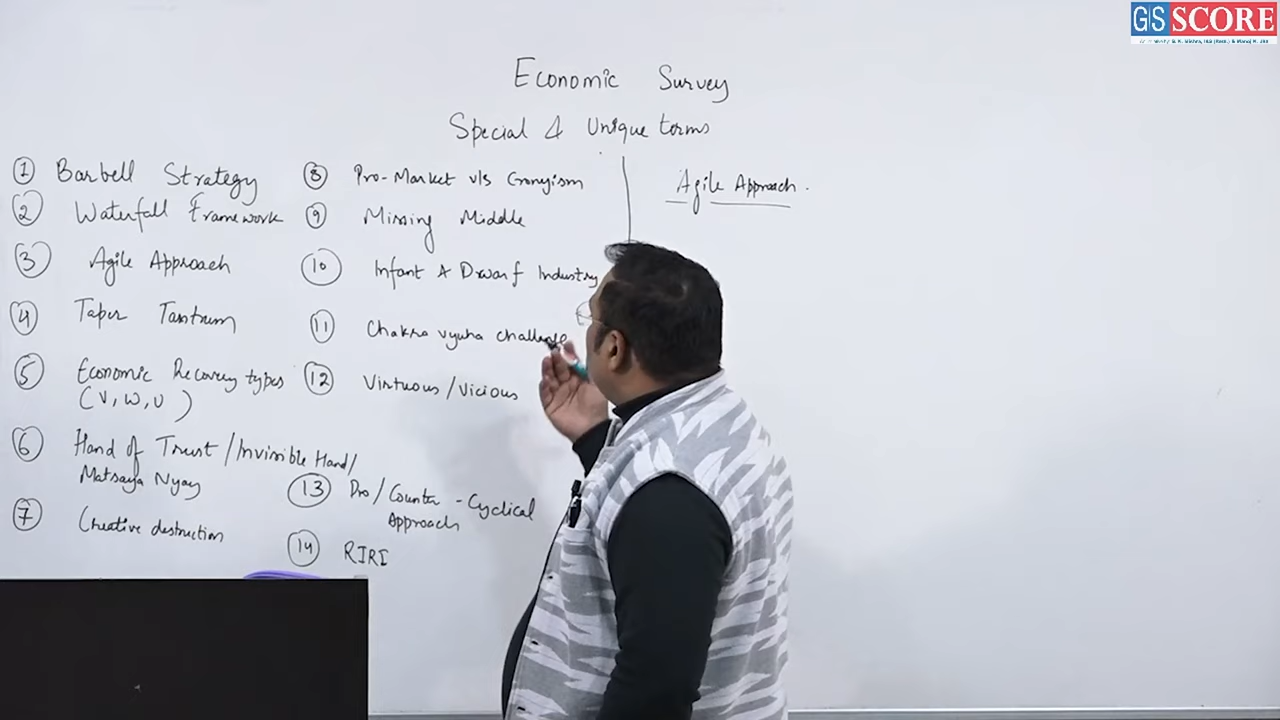 GS SCORE
Economic Survey
Special & Unique terms
① Barbell Strategy
② Waterfall Framework
③ Agile Approach
④ Taper Tantrum
⑤ Economic Recovery types
(V, W, U)
⑥ Hand of Trust / Invisible Hand/
Matsaya Nyay
⑦ Creative destruction
⑧ Pro-Market v/s Cronyism
⑨ Missing Middle
⑩ Infant & Dwarf Industry
⑪ Chakra vyuha challenge
⑫ Virtuous / Vicious
⑬ Pro / Counter - Cyclical
Approach
⑭ RIRI
Agile Approach.